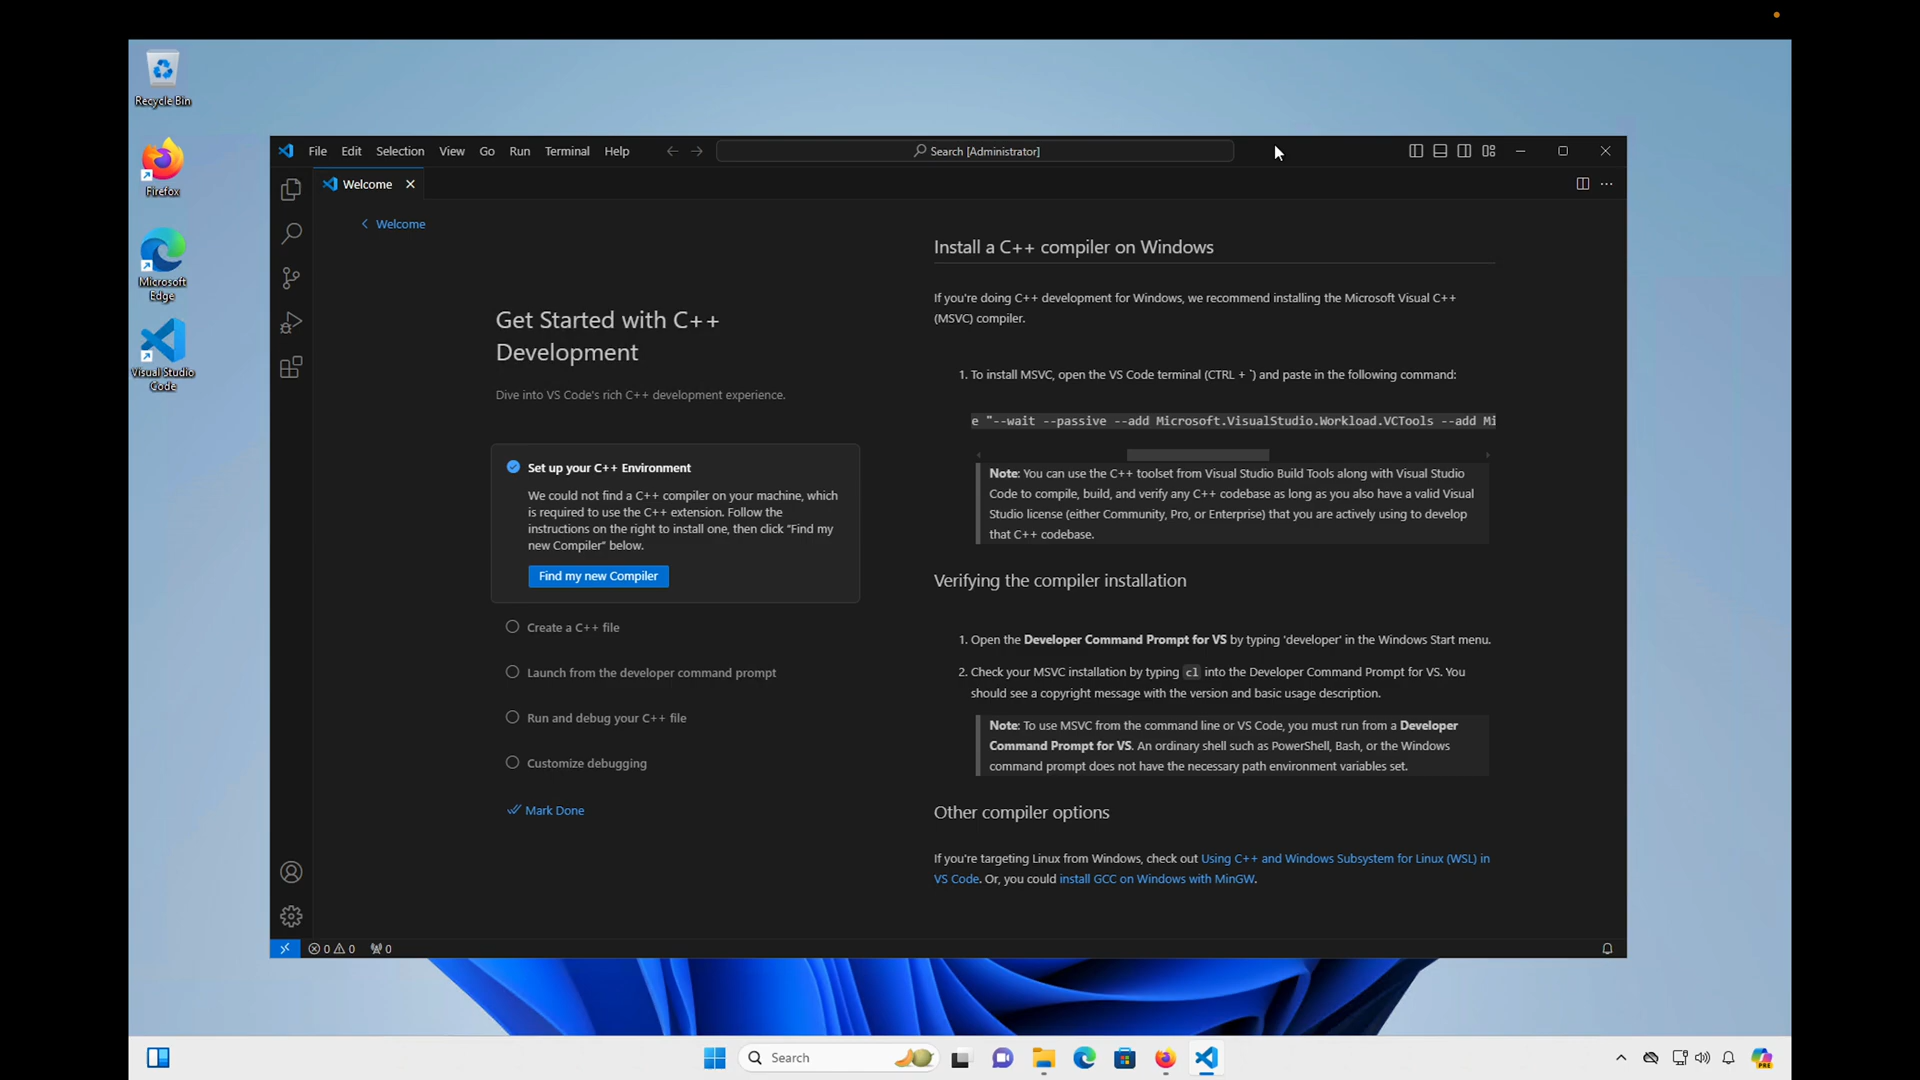 Recycle Bin
Firefox
Microsoft
Edge
Visual Studio
Code
File Edit Selection View Go Run Terminal Help
Search [Administrator]
Welcome
Welcome
Get Started with C++
Development
Dive into VS Code's rich C++ development experience.
Set up your C++ Environment
We could not find a C++ compiler on your machine, which
is required to use the C++ extension. Follow the
instructions on the right to install one, then click "Find my
new Compiler" below.
Find my new Compiler
Create a C++ file
Launch from the developer command prompt
Run and debug your C++ file
Customize debugging
Mark Done
Install a C++ compiler on Windows
If you're doing C++ development for Windows, we recommend installing the Microsoft Visual C++
(MSVC) compiler.
1. To install MSVC, open the VS Code terminal (CTRL + `) and paste in the following command:
e "--wait --passive --add Microsoft.VisualStudio.Workload.VCTools --add Mi
Note: You can use the C++ toolset from Visual Studio Build Tools along with Visual Studio
Code to compile, build, and verify any C++ codebase as long as you also have a valid Visual
Studio license (either Community, Pro, or Enterprise) that you are actively using to develop
that C++ codebase.
Verifying the compiler installation
1. Open the Developer Command Prompt for VS by typing 'developer' in the Windows Start menu.
2. Check your MSVC installation by typing cl into the Developer Command Prompt for VS. You
should see a copyright message with the version and basic usage description.
Note: To use MSVC from the command line or VS Code, you must run from a Developer
Command Prompt for VS. An ordinary shell such as PowerShell, Bash, or the Windows
command prompt does not have the necessary path environment variables set.
Other compiler options
If you're targeting Linux from Windows, check out Using C++ and Windows Subsystem for Linux (WSL) in
VS Code. Or, you could install GCC on Windows with MinGW.
0 0 0
Search
PRE